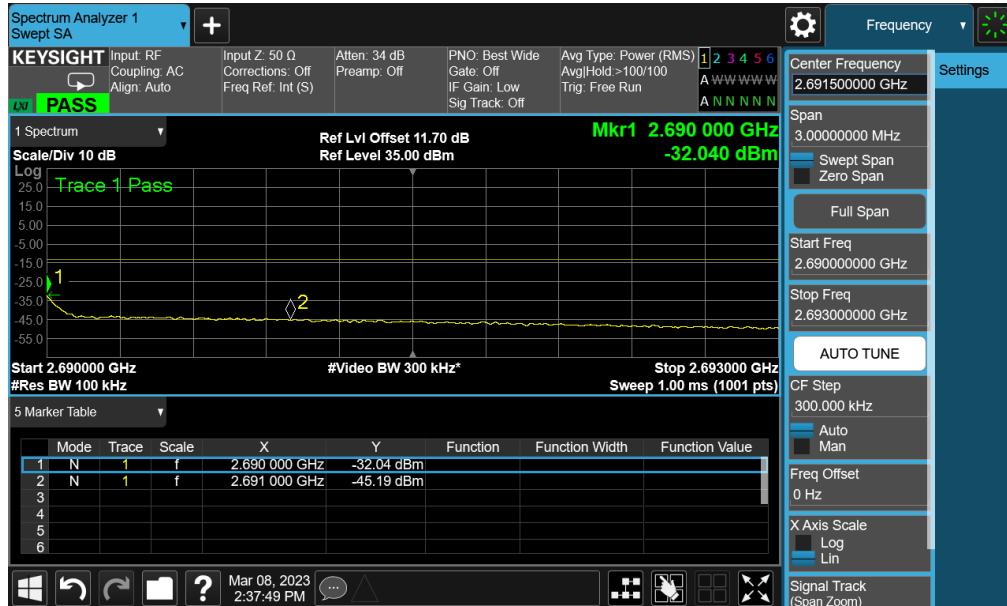 Spectrum Analyzer 1
Swept SA
+
Frequency
KEYSIGHT
Input: RF
Coupling: AC
Align: Auto
Input Z: 50 Ω
Corrections: Off
Freq Ref: Int (S)
Atten: 34 dB
Preamp: Off
PNO: Best Wide
Gate: Off
IF Gain: Low
Sig Track: Off
Avg Type: Power (RMS)
Avg|Hold:>100/100
Trig: Free Run
1 2 3 4 5 6
A W W W W W
A N N N N N
LXI PASS
1 Spectrum
Scale/Div 10 dB
Ref Lvl Offset 11.70 dB
Ref Level 35.00 dBm
Mkr1 2.690 000 GHz
-32.040 dBm
Log
Trace 1 Pass
25.0
15.0
5.00
-5.00
-15.0
-25.0
-35.0
-45.0
-55.0
1
2
Start 2.690000 GHz
#Video BW 300 kHz*
Stop 2.693000 GHz
#Res BW 100 kHz
Sweep 1.00 ms (1001 pts)
5 Marker Table
Mode Trace Scale X Y Function Function Width Function Value
1 N 1 f 2.690 000 GHz -32.04 dBm
2 N 1 f 2.691 000 GHz -45.19 dBm
3
4
5
6
?
Mar 08, 2023
2:37:49 PM
Center Frequency
2.691500000 GHz
Settings
Span
3.00000000 MHz
Swept Span
Zero Span
Full Span
Start Freq
2.690000000 GHz
Stop Freq
2.693000000 GHz
AUTO TUNE
CF Step
300.000 kHz
Auto
Man
Freq Offset
0 Hz
X Axis Scale
Log
Lin
Signal Track
(Span Zoom)